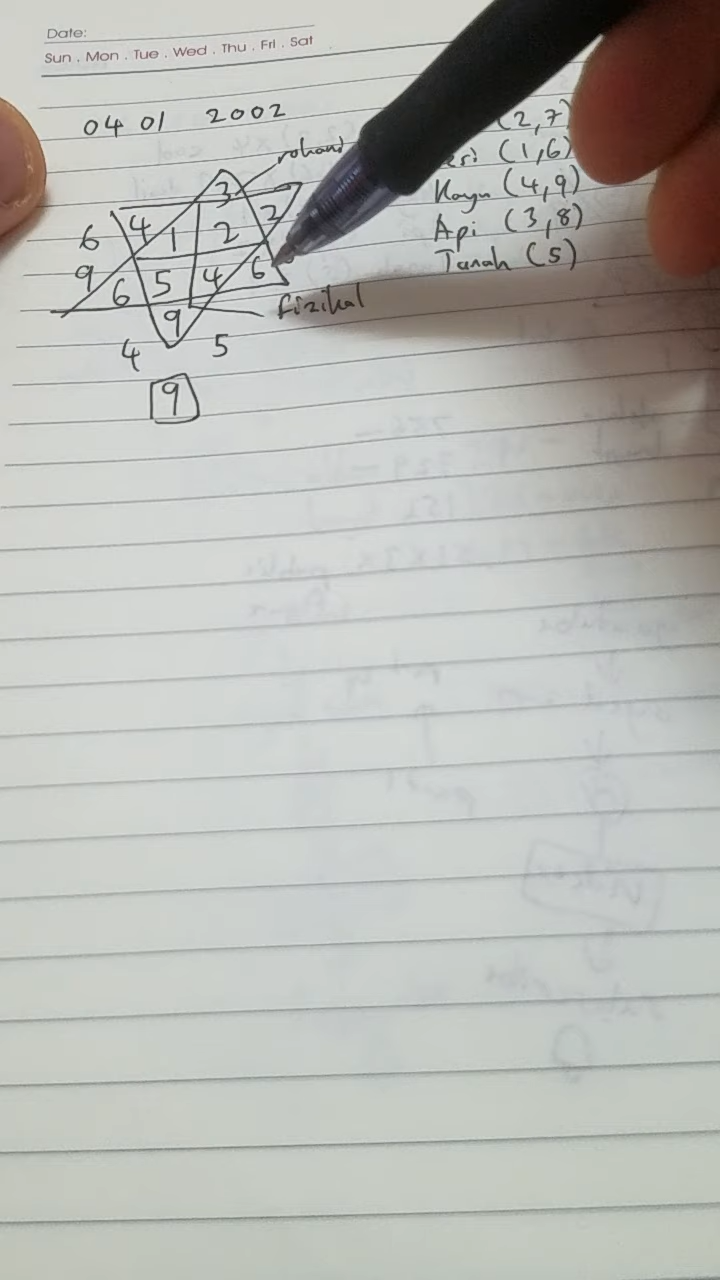 Date:
Sun . Mon . Tue . Wed . Thu . Fri . Sat
04 01 2002
(2,7)
(1,6)
Kayu (4,9)
Api (3,8)
Tanah (5)
rohani
3
6 4 1 2 2
9 6 5 4 6
fizikal
9
4 5
9